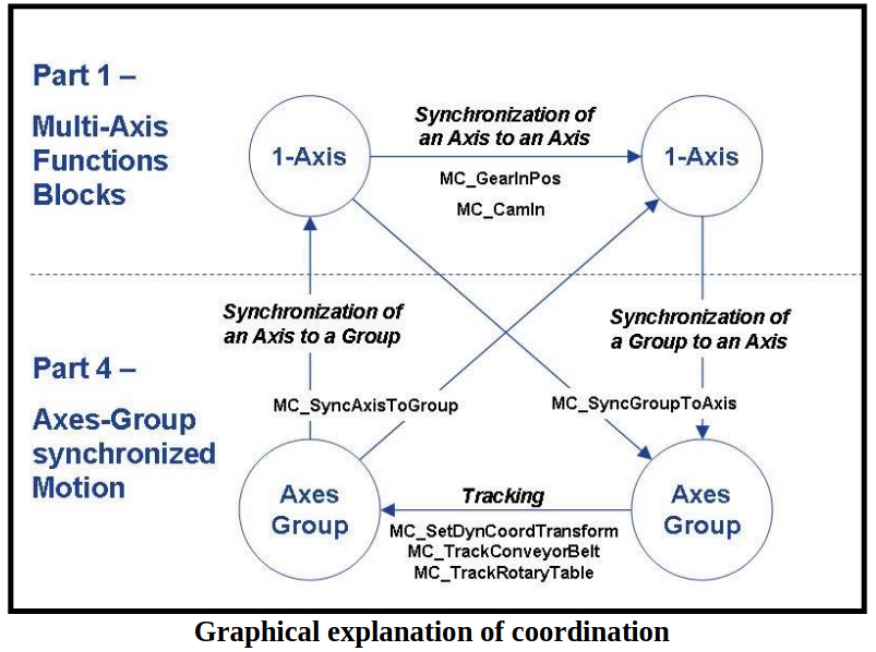 Part 1 –
Multi-Axis
Functions
Blocks
1-Axis
Synchronization of
an Axis to an Axis
MC_GearInPos
MC_CamIn
1-Axis
Synchronization of
an Axis to a Group
Synchronization of
a Group to an Axis
Part 4 –
Axes-Group
synchronized
Motion
MC_SyncAxisToGroup
MC_SyncGroupToAxis
Axes
Group
Tracking
MC_SetDynCoordTransform
MC_TrackConveyorBelt
MC_TrackRotaryTable
Axes
Group
Graphical explanation of coordination